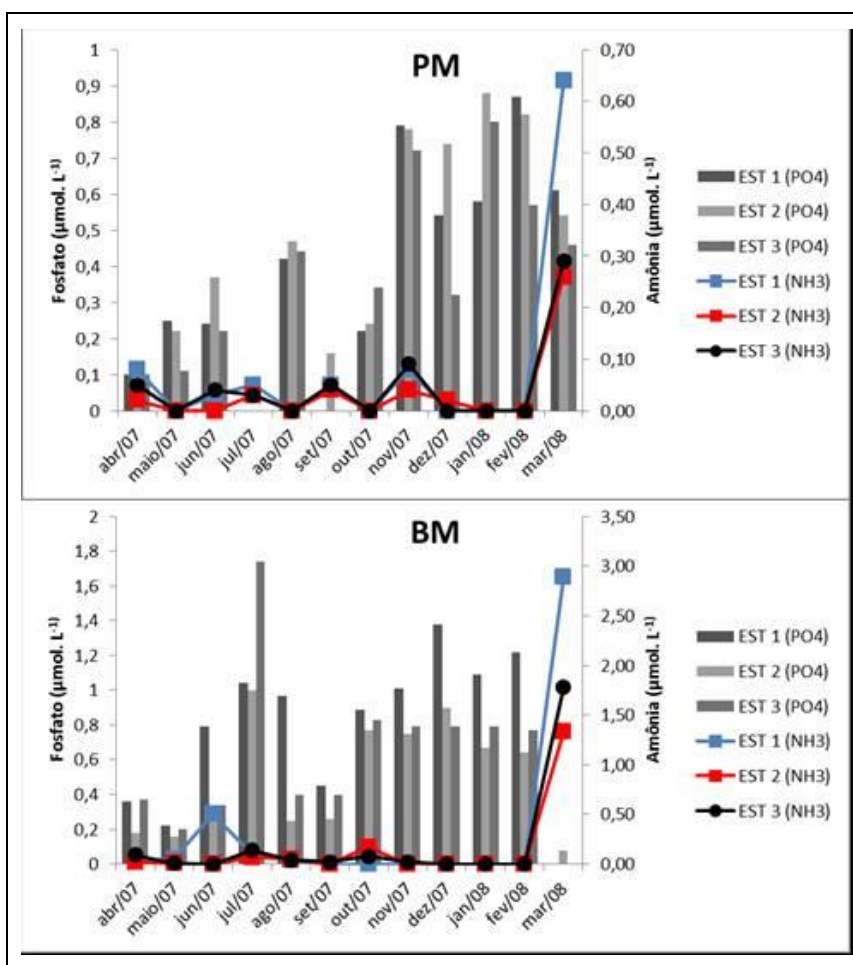 PM
Fosfato (µmol. L⁻¹)
1
0,9
0,8
0,7
0,6
0,5
0,4
0,3
0,2
0,1
0
0,70
0,60
0,50
0,40
0,30
0,20
0,10
0,00
Amônia (µmol. L⁻¹)
abr/07
maio/07
jun/07
jul/07
ago/07
set/07
out/07
nov/07
dez/07
jan/08
fev/08
mar/08
EST 1 (PO4)
EST 2 (PO4)
EST 3 (PO4)
EST 1 (NH3)
EST 2 (NH3)
EST 3 (NH3)
BM
Fosfato (µmol. L⁻¹)
2
1,8
1,6
1,4
1,2
1
0,8
0,6
0,4
0,2
0
3,50
3,00
2,50
2,00
1,50
1,00
0,50
0,00
Amônia (µmol. L⁻¹)
abr/07
maio/07
jun/07
jul/07
ago/07
set/07
out/07
nov/07
dez/07
jan/08
fev/08
mar/08
EST 1 (PO4)
EST 2 (PO4)
EST 3 (PO4)
EST 1 (NH3)
EST 2 (NH3)
EST 3 (NH3)